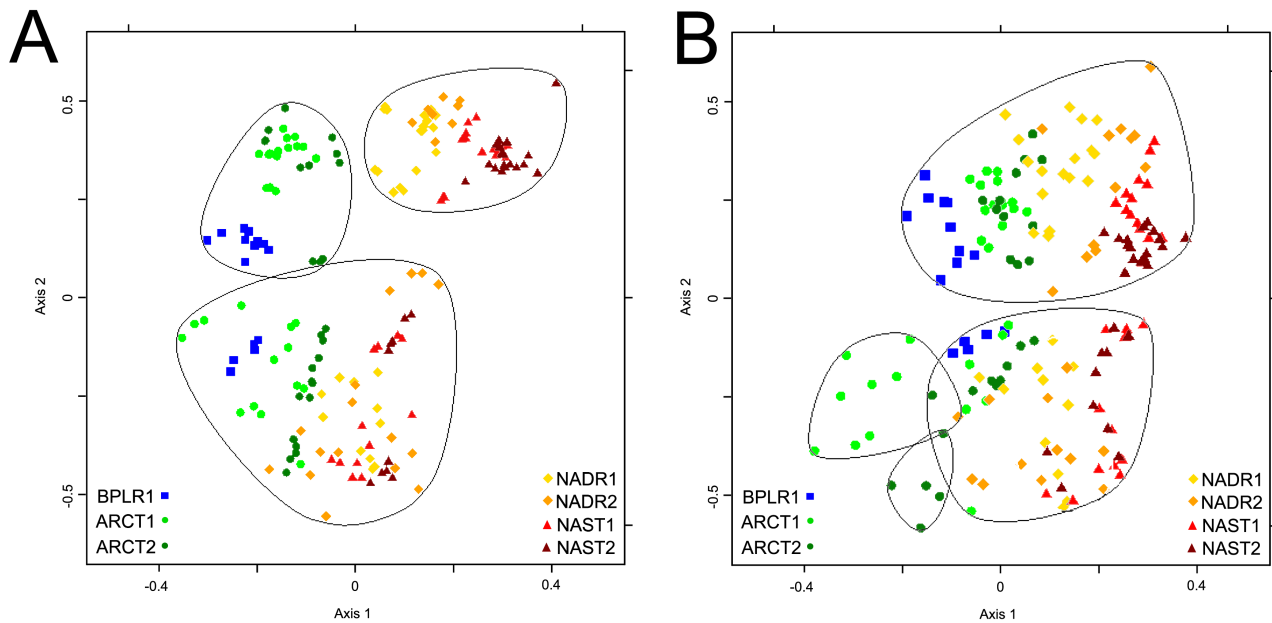 A
0.5
0
-0.5
Axis 2
BPLR1
ARCT1
ARCT2
NADR1
NADR2
NAST1
NAST2
-0.4
0
0.4
Axis 1
B
0.5
0
-0.5
Axis 2
BPLR1
ARCT1
ARCT2
NADR1
NADR2
NAST1
NAST2
-0.4
0
0.4
Axis 1